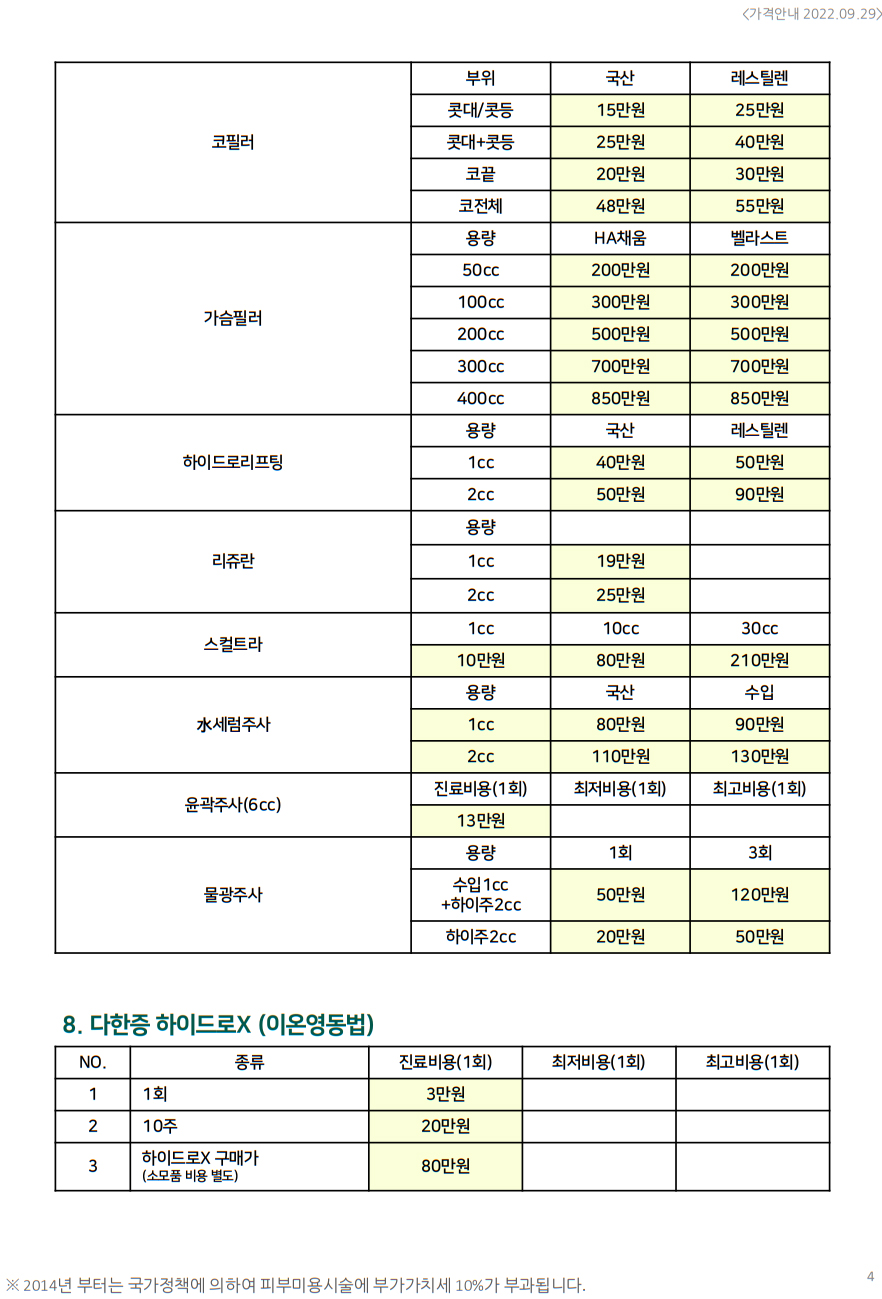 <가격안내 2022.09.29>
코필러
부위 국산 레스틸렌
콧대/콧등 15만원 25만원
콧대+콧등 25만원 40만원
코끝 20만원 30만원
코전체 48만원 55만원
가슴필러
용량 HA채움 벨라스트
50cc 200만원 200만원
100cc 300만원 300만원
200cc 500만원 500만원
300cc 700만원 700만원
400cc 850만원 850만원
하이드로리프팅
용량 국산 레스틸렌
1cc 40만원 50만원
2cc 50만원 90만원
리쥬란
용량
1cc 19만원
2cc 25만원
스컬트라
1cc 10cc 30cc
10만원 80만원 210만원
水세럼주사
용량 국산 수입
1cc 80만원 90만원
2cc 110만원 130만원
윤곽주사(6cc)
진료비용(1회) 최저비용(1회) 최고비용(1회)
13만원
물광주사
용량 1회 3회
수입1cc
+하이주2cc 50만원 120만원
하이주2cc 20만원 50만원
8. 다한증 하이드로X (이온영동법)
NO. 종류 진료비용(1회) 최저비용(1회) 최고비용(1회)
1 1회 3만원
2 10주 20만원
3 하이드로X 구매가 80만원
(소모품 비용 별도)
※ 2014년 부터는 국가정책에 의하여 피부미용시술에 부가가치세 10%가 부과됩니다.
4